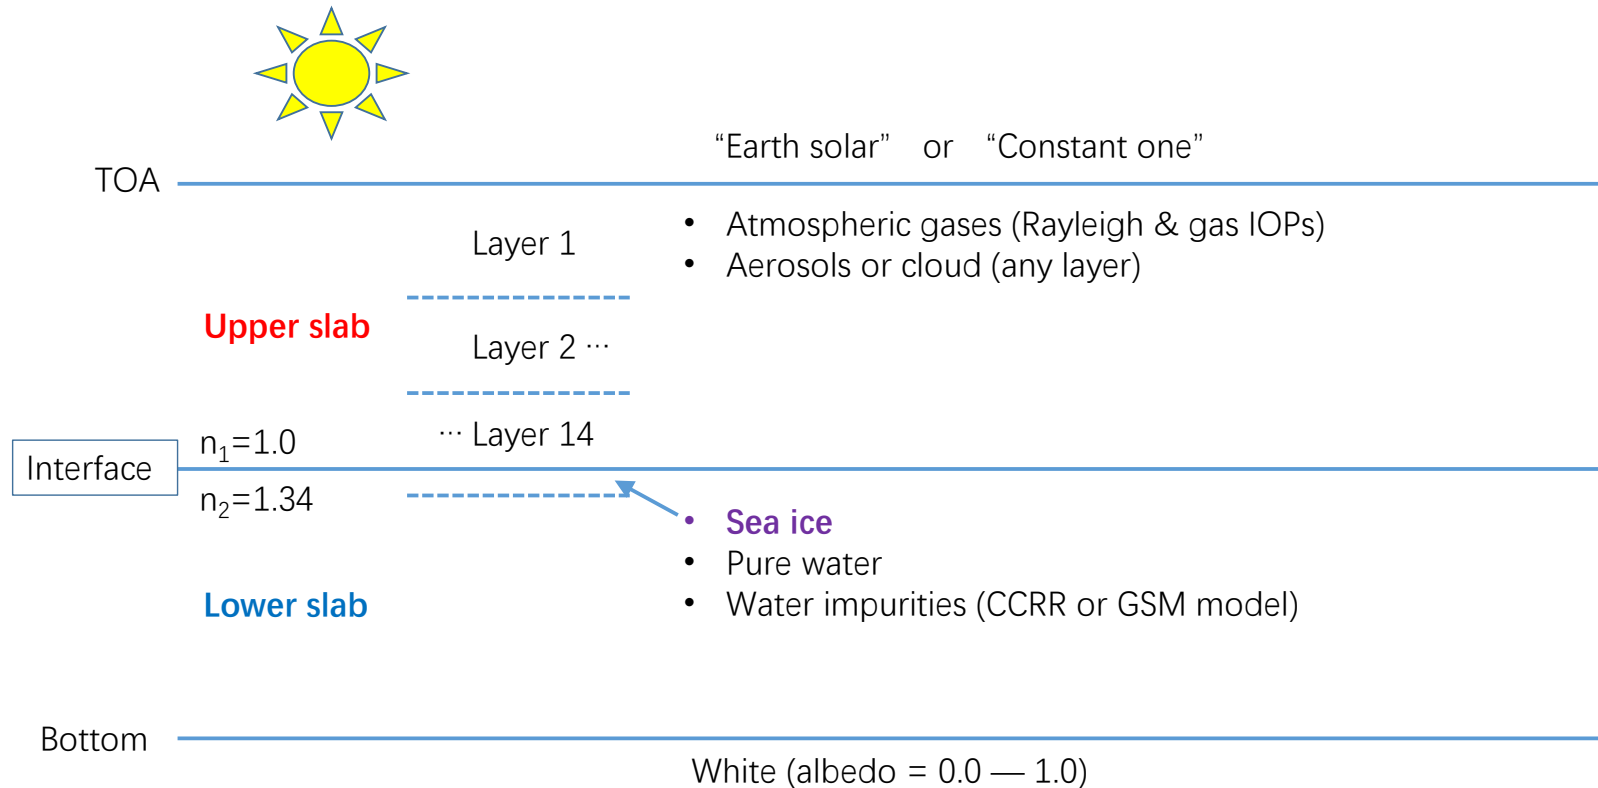 “Earth solar” or “Constant one”
TOA
• Atmospheric gases (Rayleigh & gas IOPs)
Layer 1
• Aerosols or cloud (any layer)
Upper slab
Layer 2 ···
··· Layer 14
n₁=1.0
Interface
n₂=1.34
• Sea ice
• Pure water
Lower slab
• Water impurities (CCRR or GSM model)
Bottom
White (albedo = 0.0 — 1.0)